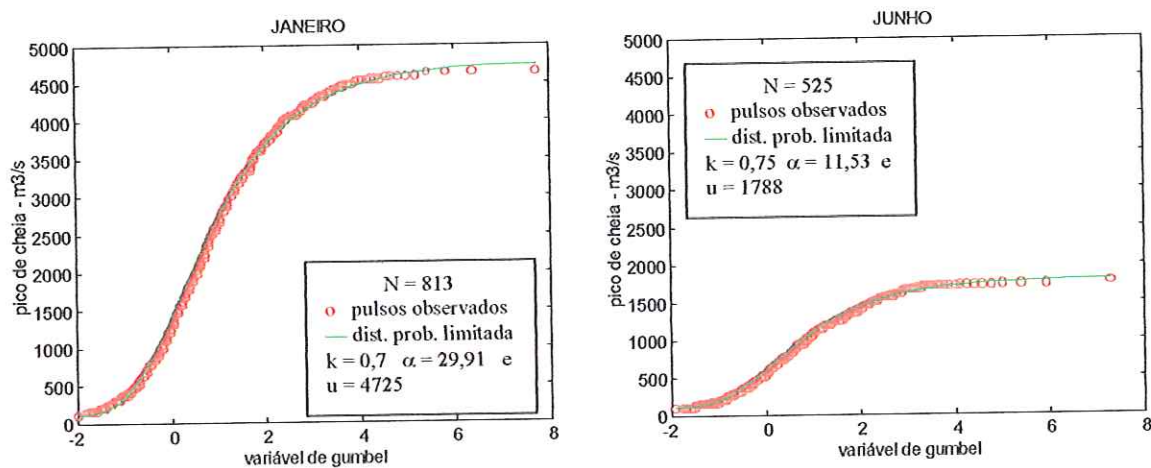 JANEIRO
5000
4500
4000
3500
3000
2500
2000
1500
1000
500
0
pico de cheia - m3/s
N = 813
o pulsos observados
— dist. prob. limitada
k = 0,7 α = 29,91 e
u = 4725
-2 0 2 4 6 8
variável de gumbel
JUNHO
5000
4500
4000
3500
3000
2500
2000
1500
1000
500
0
pico de cheia - m3/s
N = 525
o pulsos observados
— dist. prob. limitada
k = 0,75 α = 11,53 e
u = 1788
-2 0 2 4 6 8
variável de gumbel